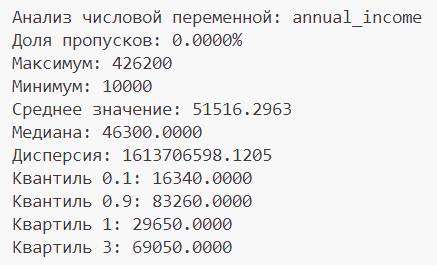 Анализ числовой переменной: annual_income
Доля пропусков: 0.0000%
Максимум: 426200
Минимум: 10000
Среднее значение: 51516.2963
Медиана: 46300.0000
Дисперсия: 1613706598.1205
Квантиль 0.1: 16340.0000
Квантиль 0.9: 83260.0000
Квартиль 1: 29650.0000
Квартиль 3: 69050.0000